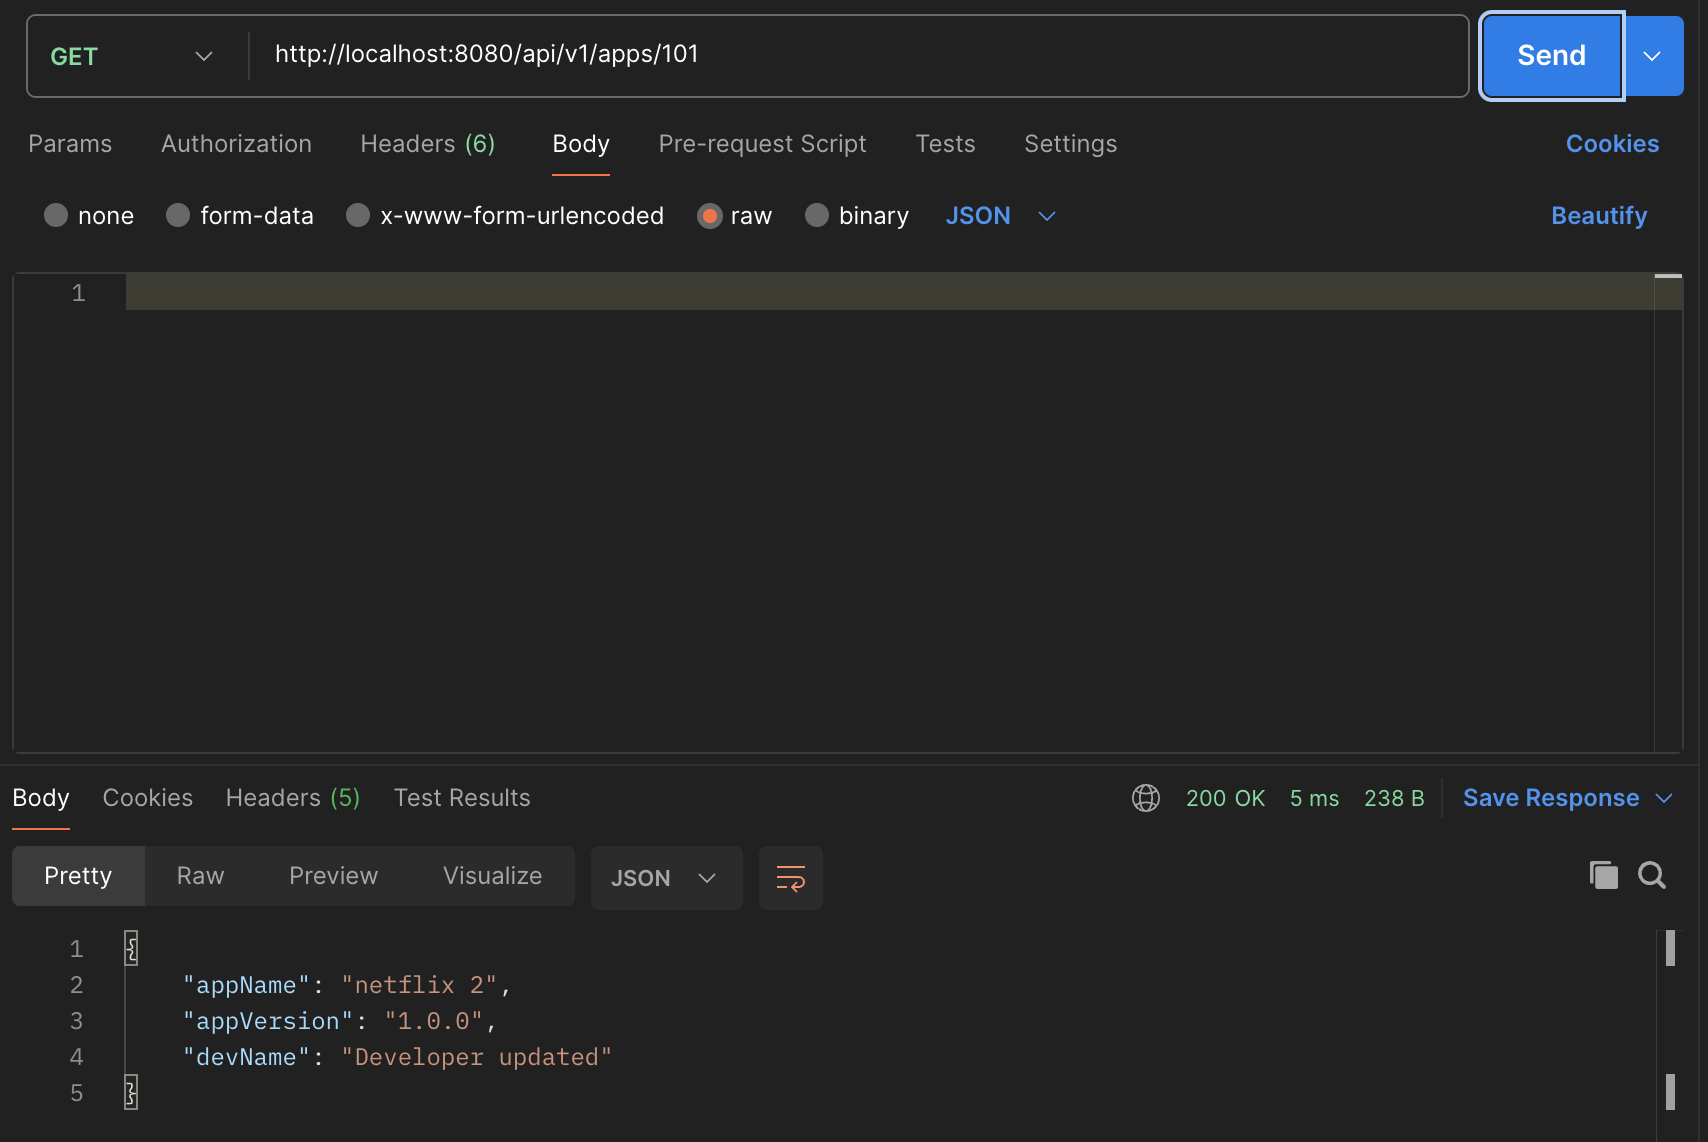 GET http://localhost:8080/api/v1/apps/101 Send
Params Authorization Headers (6) Body Pre-request Script Tests Settings Cookies
none form-data x-www-form-urlencoded raw binary JSON Beautify
1
Body Cookies Headers (5) Test Results 200 OK 5 ms 238 B Save Response
Pretty Raw Preview Visualize JSON
1 {
2 "appName": "netflix 2",
3 "appVersion": "1.0.0",
4 "devName": "Developer updated"
5 }